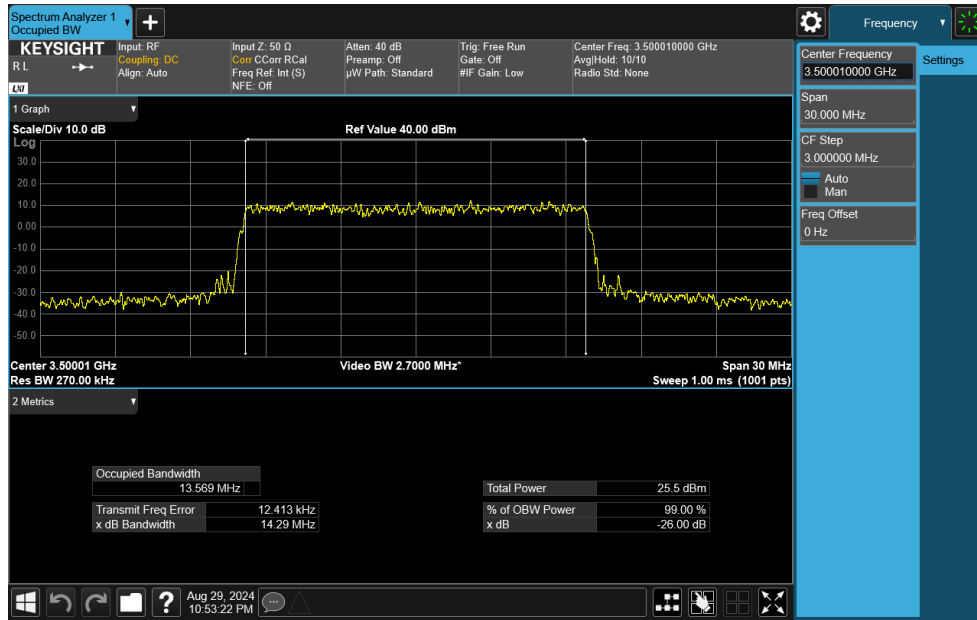 Spectrum Analyzer 1
Occupied BW
Frequency
KEYSIGHT
R L
LXI
Input: RF
Coupling: DC
Align: Auto
Input Z: 50 Ω
Corr CCorr RCal
Freq Ref: Int (S)
NFE: Off
Atten: 40 dB
Preamp: Off
µW Path: Standard
Trig: Free Run
Gate: Off
#IF Gain: Low
Center Freq: 3.500010000 GHz
Avg|Hold: 10/10
Radio Std: None
Center Frequency
3.500010000 GHz
Settings
Span
30.000 MHz
CF Step
3.000000 MHz
Auto
Man
Freq Offset
0 Hz
1 Graph
Scale/Div 10.0 dB
Ref Value 40.00 dBm
Log
30.0
20.0
10.0
0.00
-10.0
-20.0
-30.0
-40.0
-50.0
Center 3.50001 GHz
Video BW 2.7000 MHz*
Span 30 MHz
Res BW 270.00 kHz
Sweep 1.00 ms (1001 pts)
2 Metrics
Occupied Bandwidth
13.569 MHz
Total Power 25.5 dBm
Transmit Freq Error 12.413 kHz
% of OBW Power 99.00 %
x dB Bandwidth 14.29 MHz
x dB -26.00 dB
?
Aug 29, 2024
10:53:22 PM